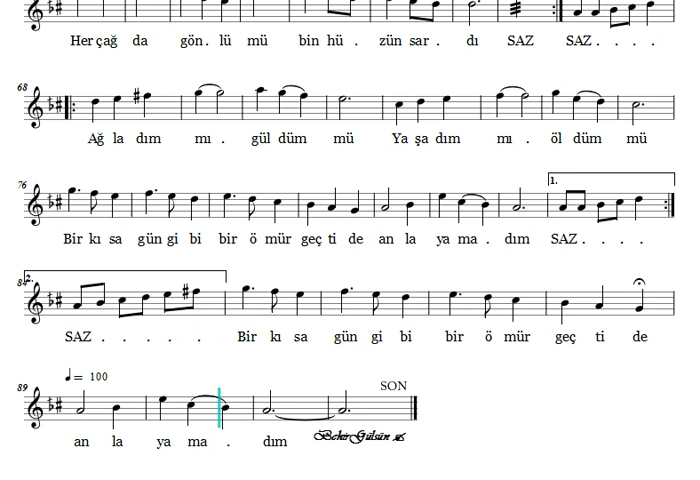 Her çağ da gön . lü mü bin hü . zün sar . dı SAZ SAZ . . . .
68
Ağ la dım mı . gül düm mü Ya şa dım mı . öl düm mü
76 1.
Bir kı sa gün gi bi bir ö mür geç ti de an la ya ma . dım SAZ . . . .
84 2.
SAZ . . . . . Bir kı sa gün gi bi bir ö mür geç ti de
♩ = 100
89 SON
an la ya ma . dım Bekir Gülsün